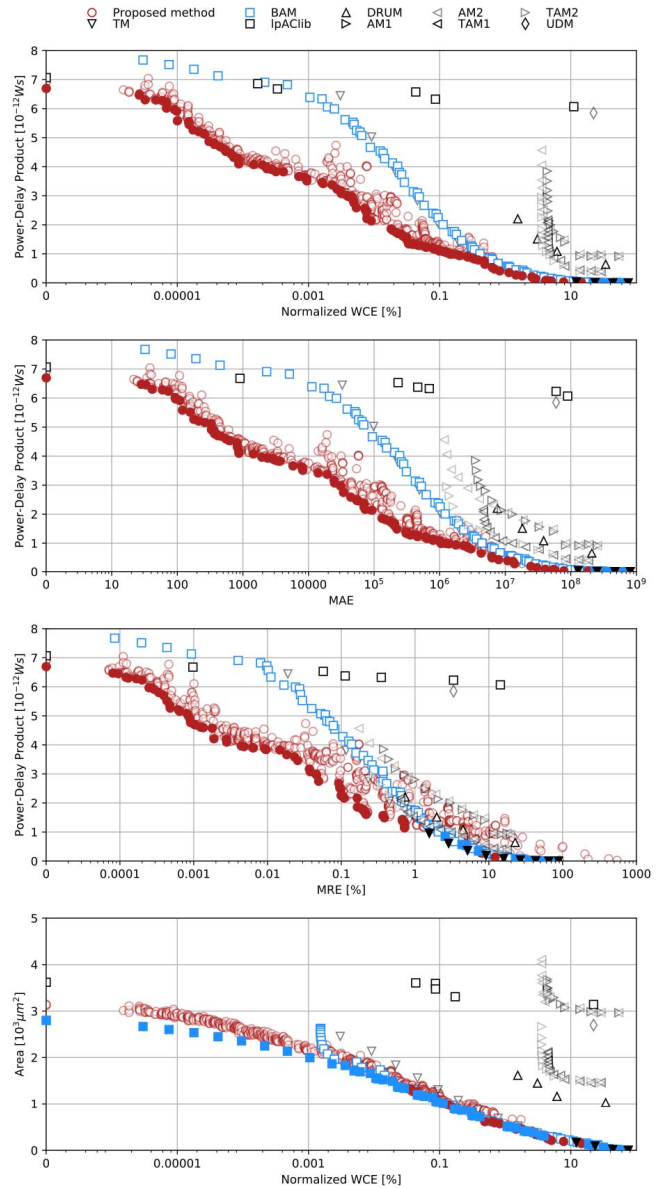 Proposed method BAM DRUM AM2 TAM2
TM lpAClib AM1 TAM1 UDM
Power-Delay Product [10⁻¹²Ws]
8
7
6
5
4
3
2
1
0
0 0.00001 0.001 0.1 10
Normalized WCE [%]
Power-Delay Product [10⁻¹²Ws]
8
7
6
5
4
3
2
1
0
0 10 100 1000 10000 10⁵ 10⁶ 10⁷ 10⁸ 10⁹
MAE
Power-Delay Product [10⁻¹²Ws]
8
7
6
5
4
3
2
1
0
0 0.0001 0.001 0.01 0.1 1 10 100 1000
MRE [%]
Area [10³μm²]
5
4
3
2
1
0
0 0.00001 0.001 0.1 10
Normalized WCE [%]